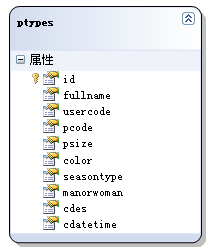 ptypes
属性
id
fullname
usercode
pcode
psize
color
seasontype
manorwoman
cdes
cdatetime